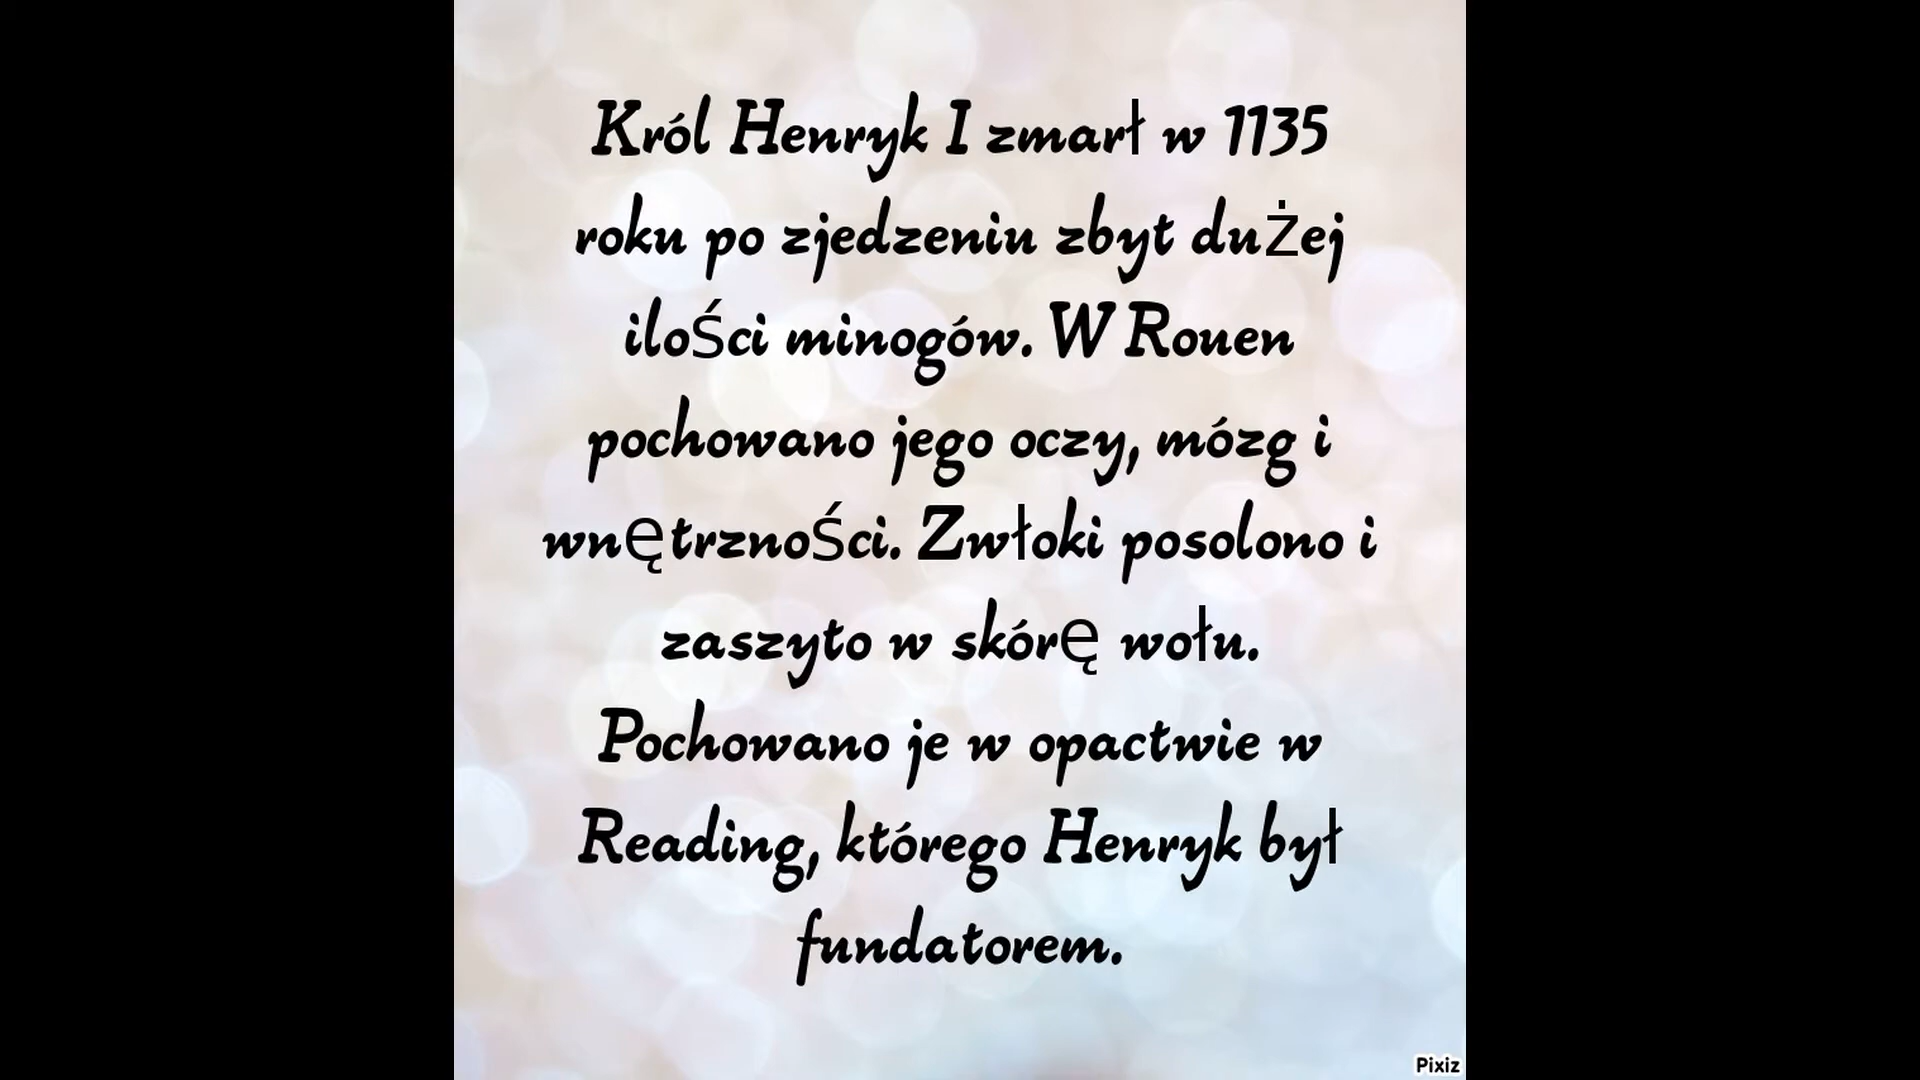 Król Henryk I zmarł w 1135
roku po zjedzeniu zbyt dużej
ilości minogów. W Rouen
pochowano jego oczy, mózg i
wnętrzności. Zwłoki posolono i
zaszyto w skórę wołu.
Pochowano je w opactwie w
Reading, którego Henryk był
fundatorem.
Pixiz